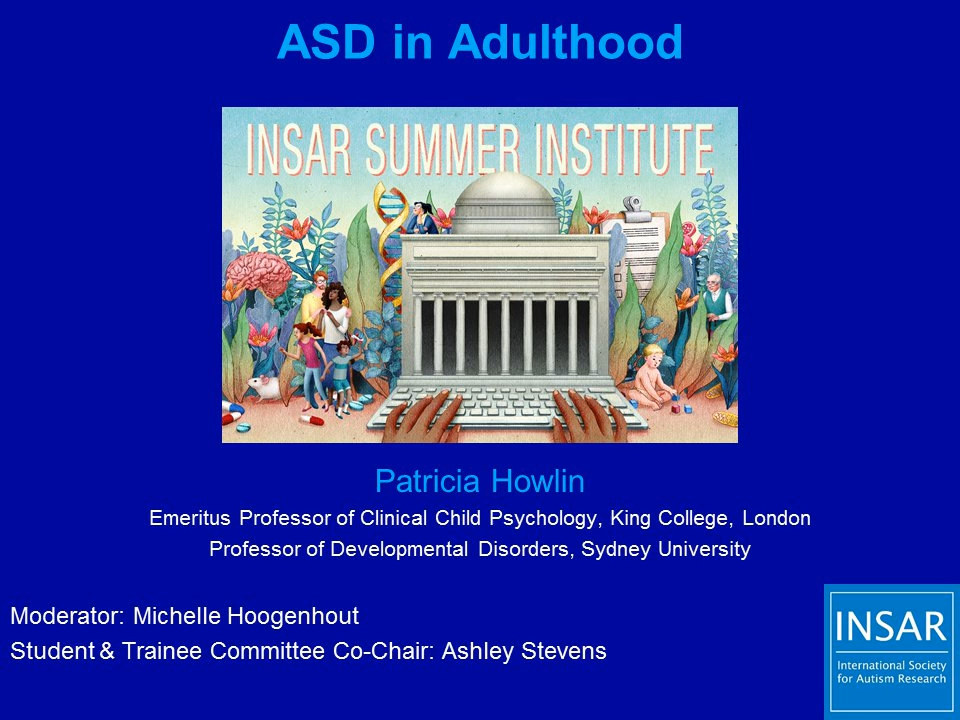 ASD in Adulthood
INSAR SUMMER INSTITUTE
Patricia Howlin
Emeritus Professor of Clinical Child Psychology, King College, London
Professor of Developmental Disorders, Sydney University
Moderator: Michelle Hoogenhout
Student & Trainee Committee Co-Chair: Ashley Stevens
INSAR
International Society
for Autism Research